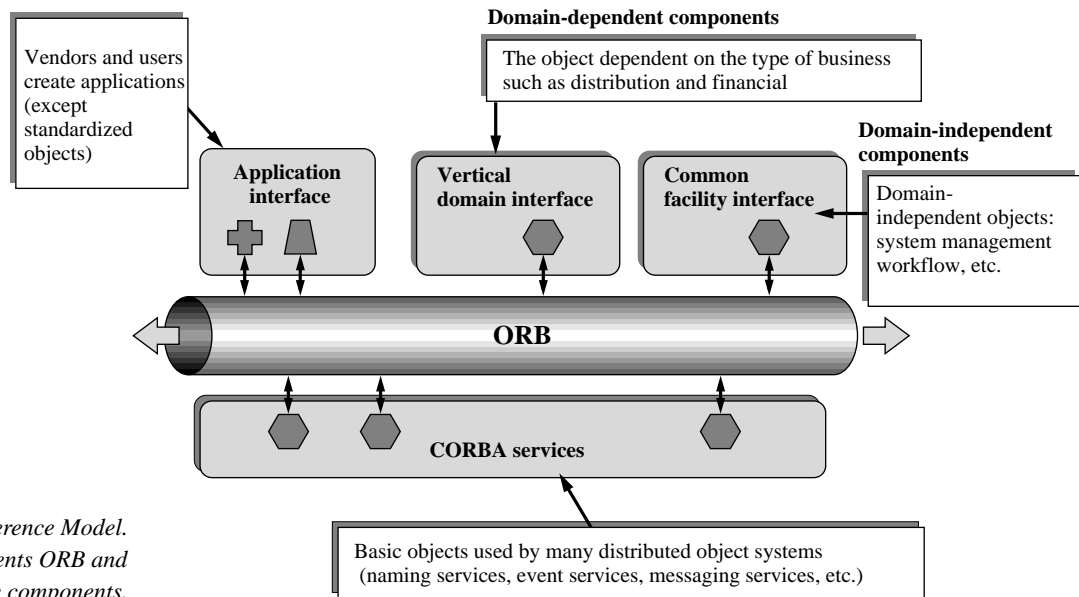 Domain-dependent components
Vendors and users
create applications
(except
standardized
objects)
The object dependent on the type of business
such as distribution and financial
Domain-independent
components
Application
interface
Vertical
domain interface
Common
facility interface
Domain-
independent objects:
system management
workflow, etc.
ORB
CORBA services
Reference Model.
ORB and
components.
Basic objects used by many distributed object systems
(naming services, event services, messaging services, etc.)